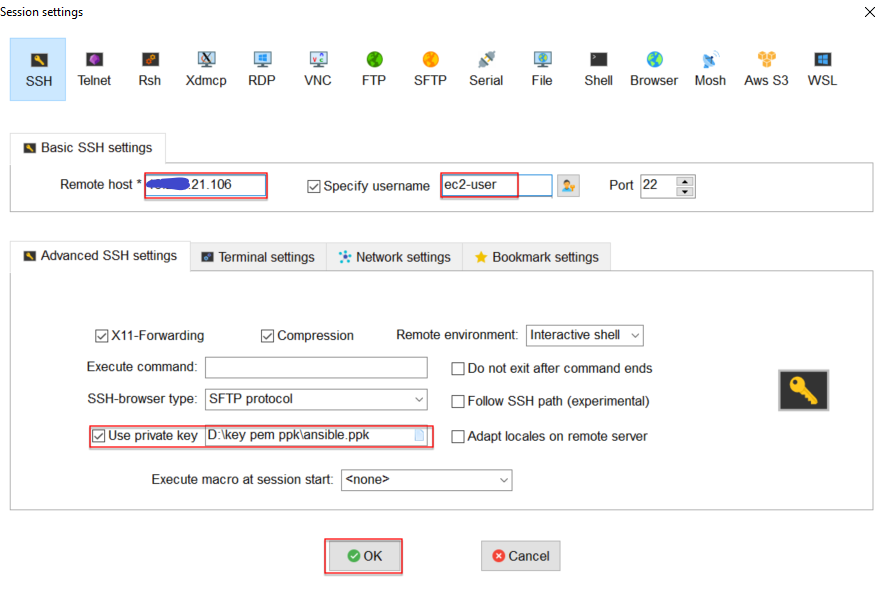 Session settings
SSH Telnet Rsh Xdmcp RDP VNC FTP SFTP Serial File Shell Browser Mosh Aws S3 WSL
Basic SSH settings
Remote host * .21.106 Specify username ec2-user Port 22
Advanced SSH settings Terminal settings Network settings Bookmark settings
X11-Forwarding Compression Remote environment: Interactive shell
Execute command: Do not exit after command ends
SSH-browser type: SFTP protocol Follow SSH path (experimental)
Use private key D:\key pem ppk\ansible.ppk Adapt locales on remote server
Execute macro at session start: <none>
OK Cancel